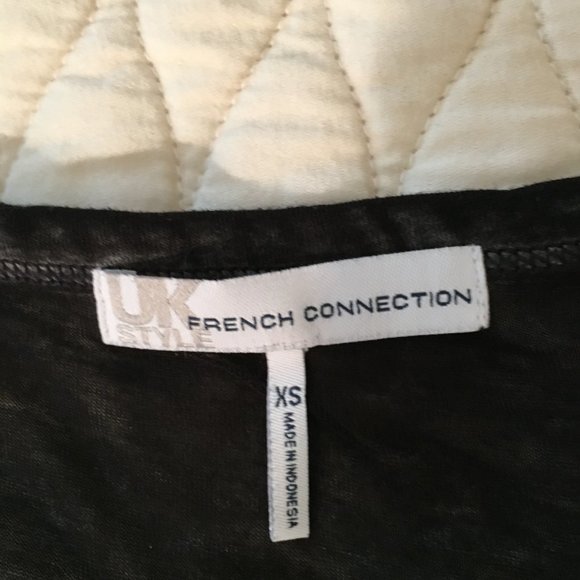 UK
STYLE
FRENCH CONNECTION
XS
MADE IN INDONESIA